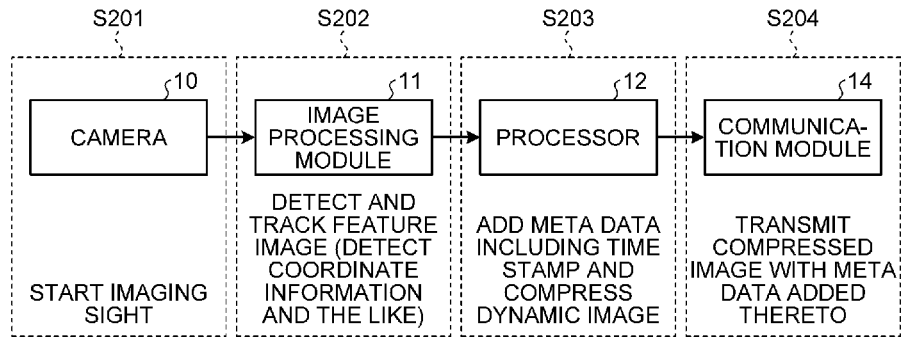 S201
S202
S203
S204
10
11
12
14
CAMERA
IMAGE
PROCESSING
MODULE
PROCESSOR
COMMUNICA-
TION MODULE
START IMAGING
SIGHT
DETECT AND
TRACK FEATURE
IMAGE (DETECT
COORDINATE
INFORMATION
AND THE LIKE)
ADD META DATA
INCLUDING TIME
STAMP AND
COMPRESS
DYNAMIC IMAGE
TRANSMIT
COMPRESSED
IMAGE WITH META
DATA ADDED
THERETO